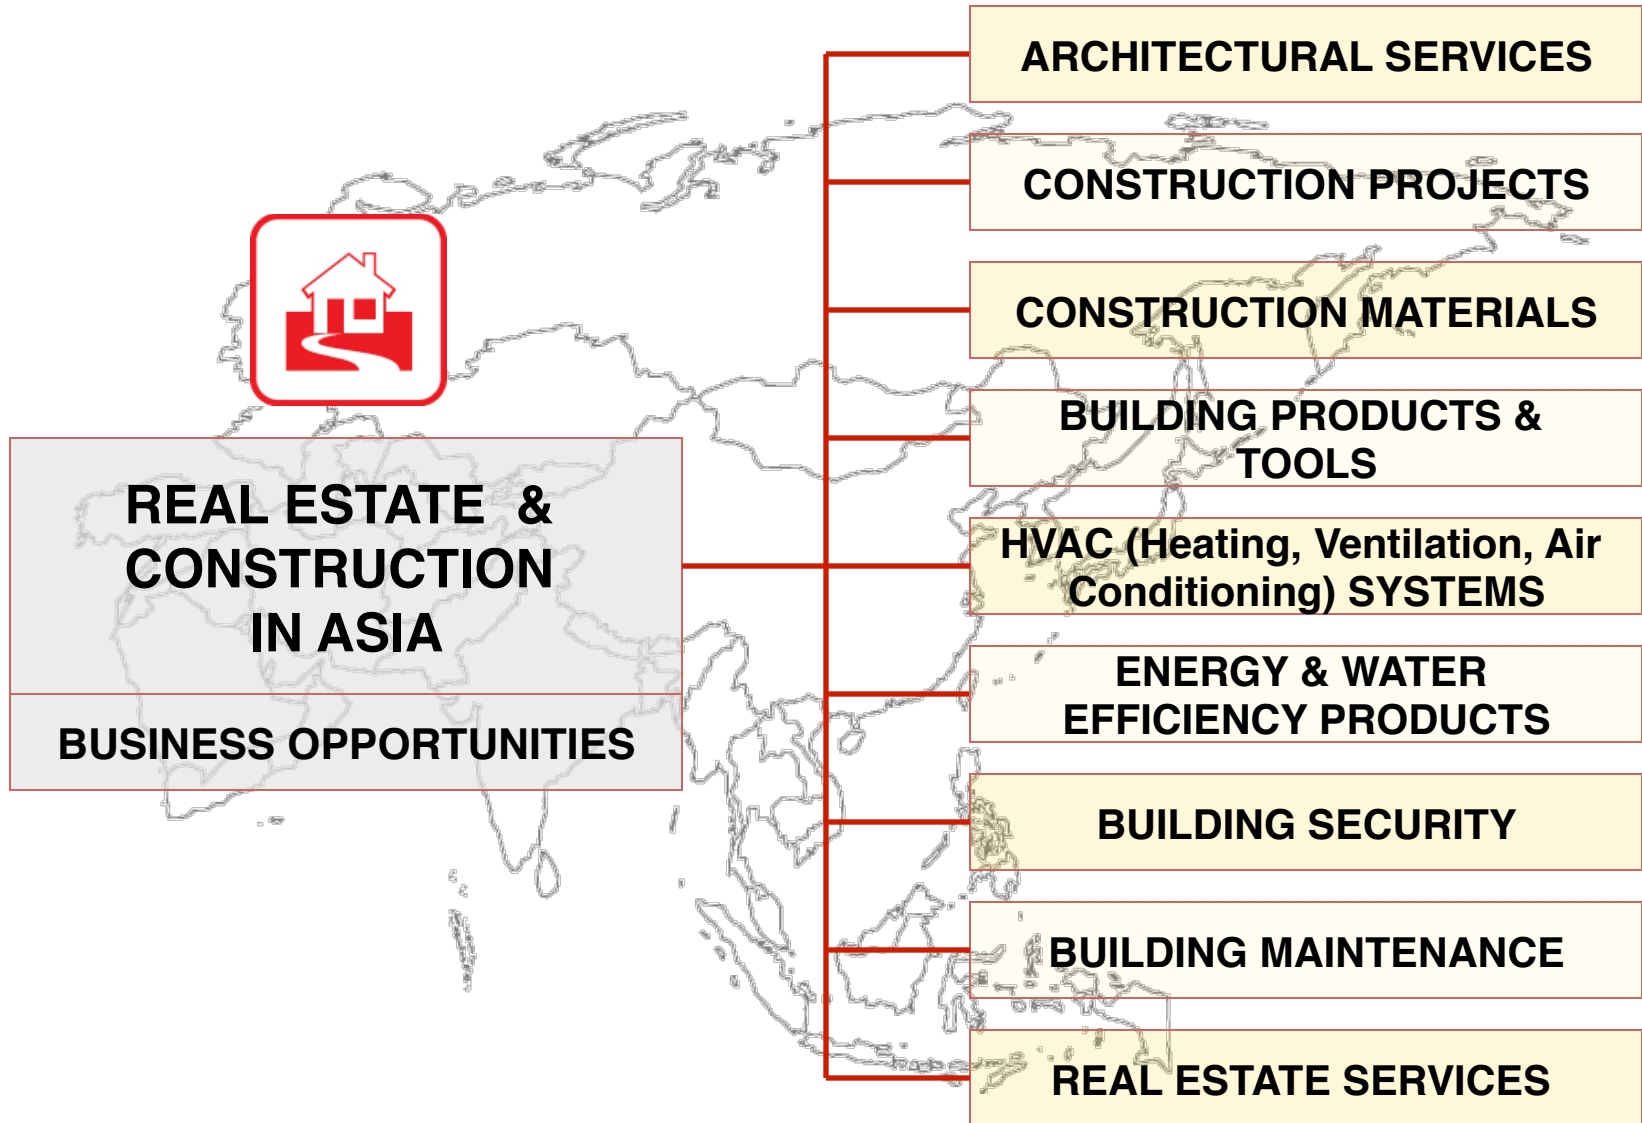 ARCHITECTURAL SERVICES
CONSTRUCTION PROJECTS
CONSTRUCTION MATERIALS
BUILDING PRODUCTS &
TOOLS
REAL ESTATE  &
CONSTRUCTION
IN ASIA
BUSINESS OPPORTUNITIES
HVAC (Heating, Ventilation, Air
Conditioning) SYSTEMS
ENERGY & WATER
EFFICIENCY PRODUCTS
BUILDING SECURITY
BUILDING MAINTENANCE
REAL ESTATE SERVICES